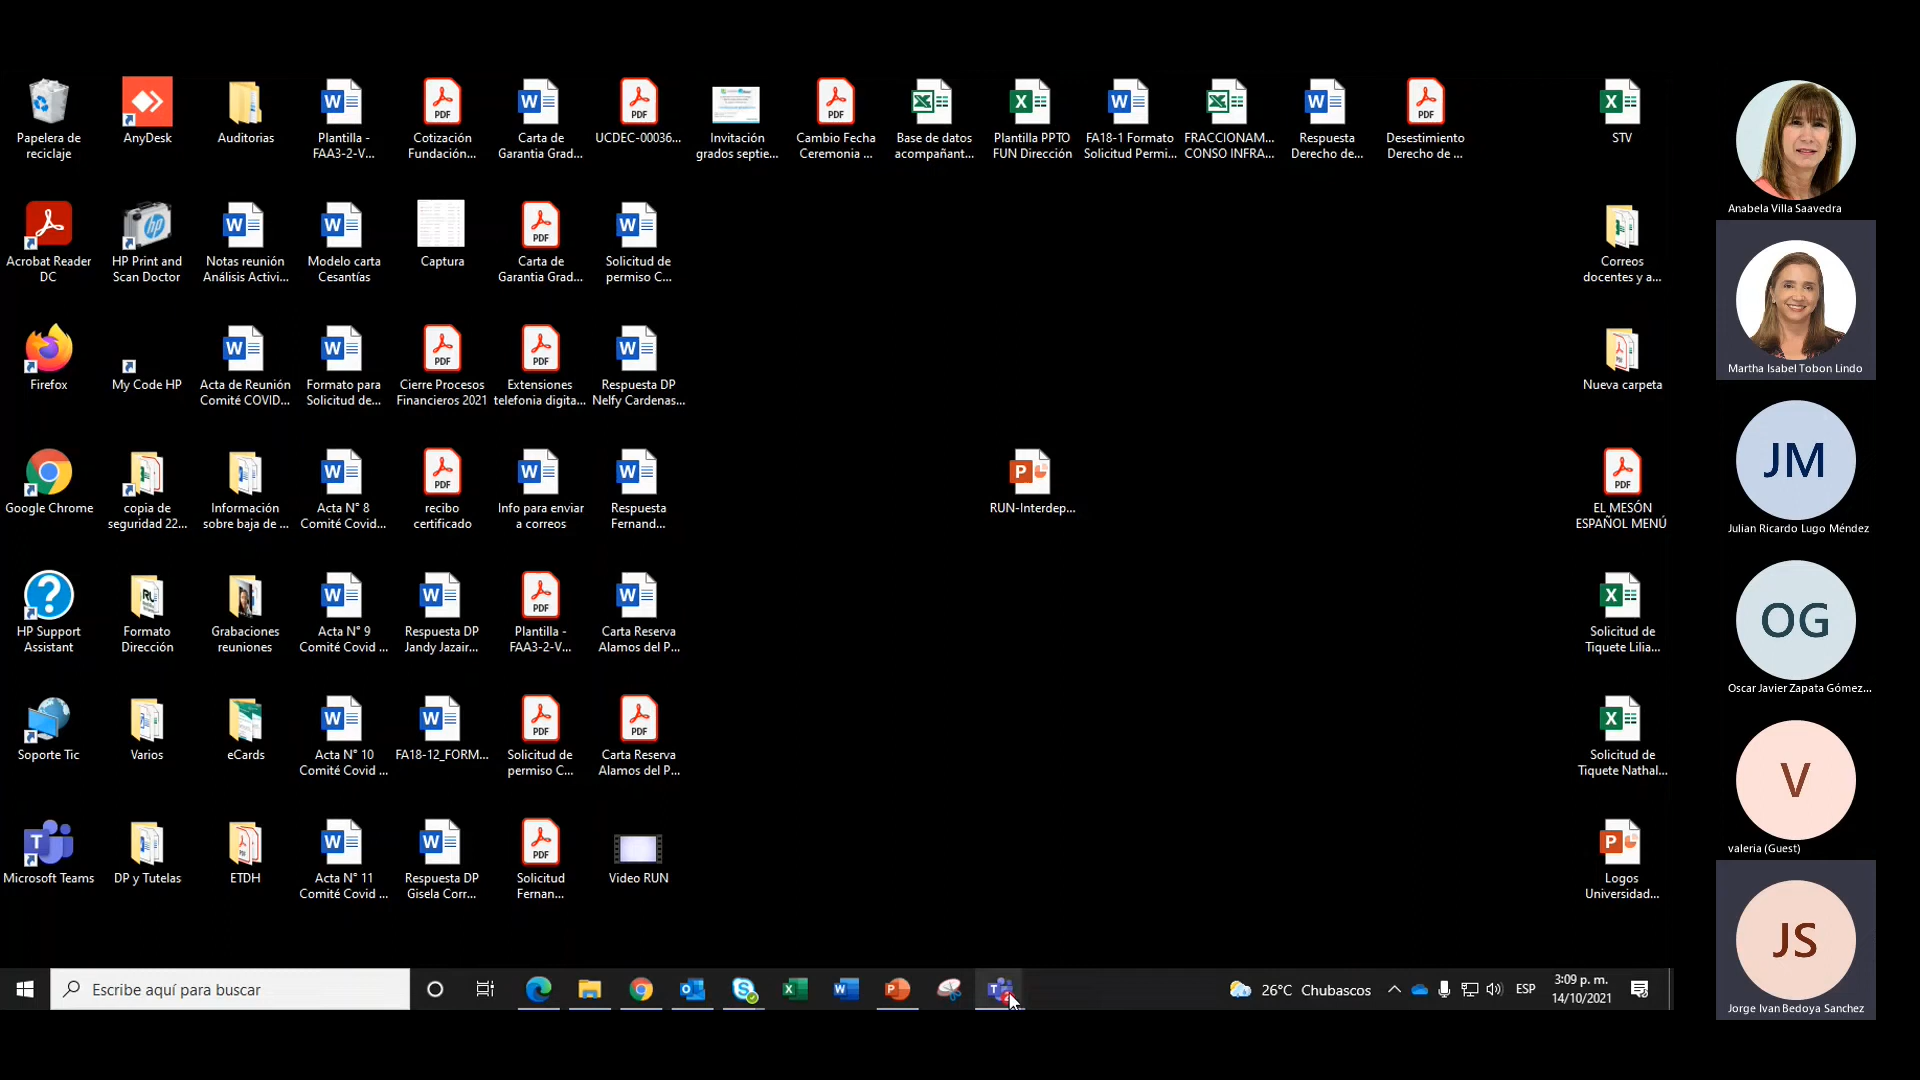 Papelera de
reciclaje
AnyDesk
Auditorias
Plantilla -
FAA3-2-V...
Cotización
Fundación...
Carta de
Garantia Grad...
UCDEC-00036...
Invitación
grados septie...
Cambio Fecha
Ceremonia ...
Base de datos
acompañant...
Plantilla PPTO
FUN Dirección
FA18-1 Formato
Solicitud Permi...
FRACCIONAM...
CONSO INFRA...
Respuesta
Derecho de...
Desestimiento
Derecho de ...
STV
Acrobat Reader
DC
HP Print and
Scan Doctor
Notas reunión
Análisis Activi...
Modelo carta
Cesantías
Captura
Carta de
Garantia Grad...
Solicitud de
permiso C...
Correos
docentes y a...
Firefox
My Code HP
Acta de Reunión
Comité COVID...
Formato para
Solicitud de...
Cierre Procesos
Financieros 2021
Extensiones
telefonia digita...
Respuesta DP
Nelfy Cardenas...
Nueva carpeta
Google Chrome
copia de
seguridad 22...
Información
sobre baja de ...
Acta N° 8
Comité Covid...
recibo
certificado
Info para enviar
a correos
Respuesta
Fernand...
RUN-Interdep...
EL MESÓN
ESPAÑOL MENÚ
HP Support
Assistant
Formato
Dirección
Grabaciones
reuniones
Acta N° 9
Comité Covid ...
Respuesta DP
Jandy Jazair...
Plantilla -
FAA3-2-V...
Carta Reserva
Alamos del P...
Solicitud de
Tiquete Lilia...
Soporte Tic
Varios
eCards
Acta N° 10
Comité Covid ...
FA18-12_FORM...
Solicitud de
permiso C...
Carta Reserva
Alamos del P...
Solicitud de
Tiquete Nathal...
Microsoft Teams
DP y Tutelas
ETDH
Acta N° 11
Comité Covid ...
Respuesta DP
Gisela Corr...
Solicitud
Fernan...
Video RUN
Logos
Universidad...
Escribe aquí para buscar
26°C Chubascos
ESP
3:09 p. m.
14/10/2021
Anabela Villa Saavedra
Martha Isabel Tobon Lindo
JM
Julian Ricardo Lugo Méndez
OG
Oscar Javier Zapata Gómez...
V
valeria (Guest)
JS
Jorge Ivan Bedoya Sanchez